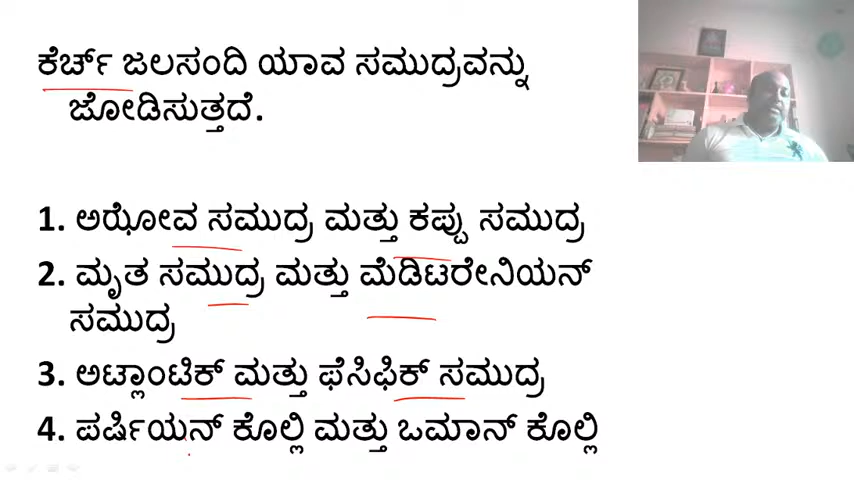 ಕೆರ್ಚ್ ಜಲಸಂದಿ ಯಾವ ಸಮುದ್ರವನ್ನು
ಜೋಡಿಸುತ್ತದೆ.
1. ಅಝೋವ ಸಮುದ್ರ ಮತ್ತು ಕಪ್ಪು ಸಮುದ್ರ
2. ಮೃತ ಸಮುದ್ರ ಮತ್ತು ಮೆಡಿಟರೇನಿಯನ್
ಸಮುದ್ರ
3. ಅಟ್ಲಾಂಟಿಕ್ ಮತ್ತು ಫೆಸಿಫಿಕ್ ಸಮುದ್ರ
4. ಪರ್ಷಿಯನ್ ಕೊಲ್ಲಿ ಮತ್ತು ಒಮಾನ್ ಕೊಲ್ಲಿ